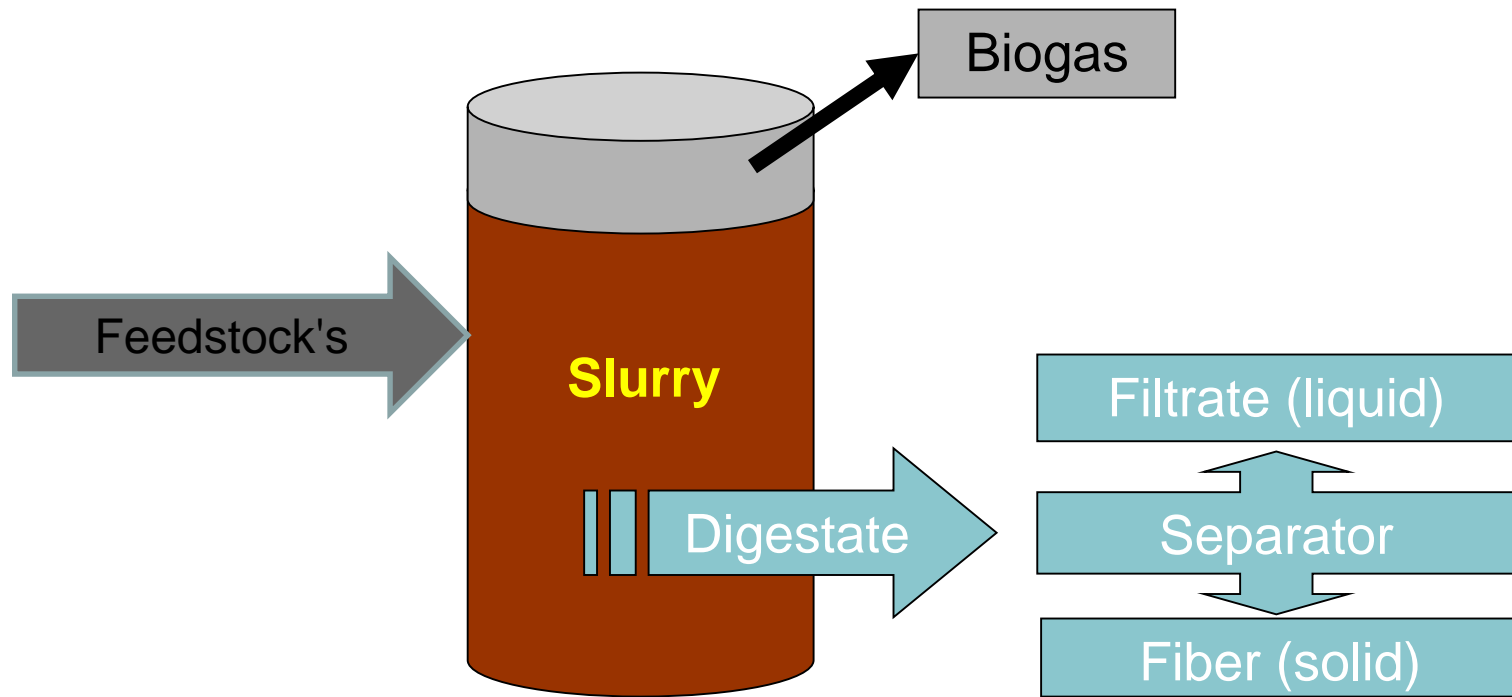 Biogas
Feedstock's
Slurry
Filtrate (liquid)
Digestate
Separator
Fiber (solid)